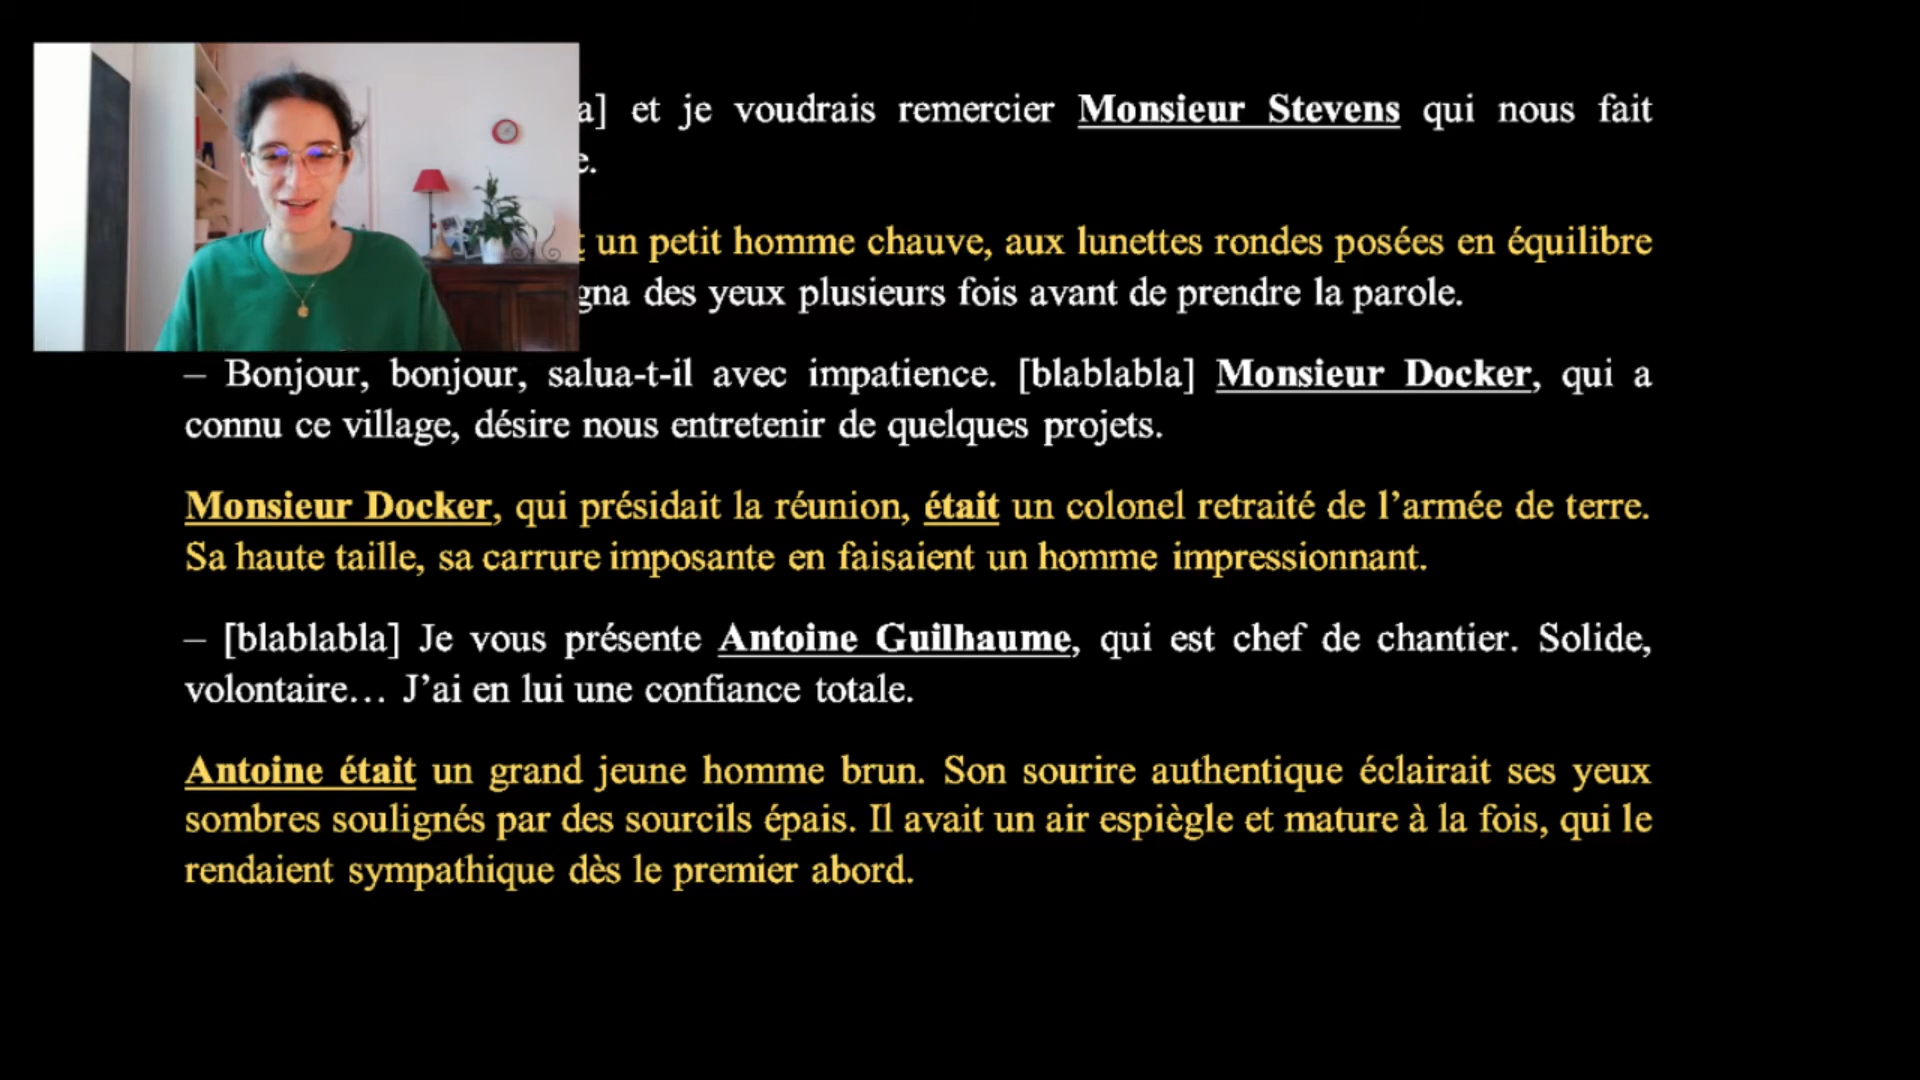 et je voudrais remercier Monsieur Stevens qui nous fait
un petit homme chauve, aux lunettes rondes posées en équilibre
des yeux plusieurs fois avant de prendre la parole.
– Bonjour, bonjour, salua-t-il avec impatience. [blablabla] Monsieur Docker, qui a
connu ce village, désire nous entretenir de quelques projets.
Monsieur Docker, qui présidait la réunion, était un colonel retraité de l’armée de terre.
Sa haute taille, sa carrure imposante en faisaient un homme impressionnant.
– [blablabla] Je vous présente Antoine Guilhaume, qui est chef de chantier. Solide,
volontaire… J’ai en lui une confiance totale.
Antoine était un grand jeune homme brun. Son sourire authentique éclairait ses yeux
sombres soulignés par des sourcils épais. Il avait un air espiègle et mature à la fois, qui le
rendaient sympathique dès le premier abord.